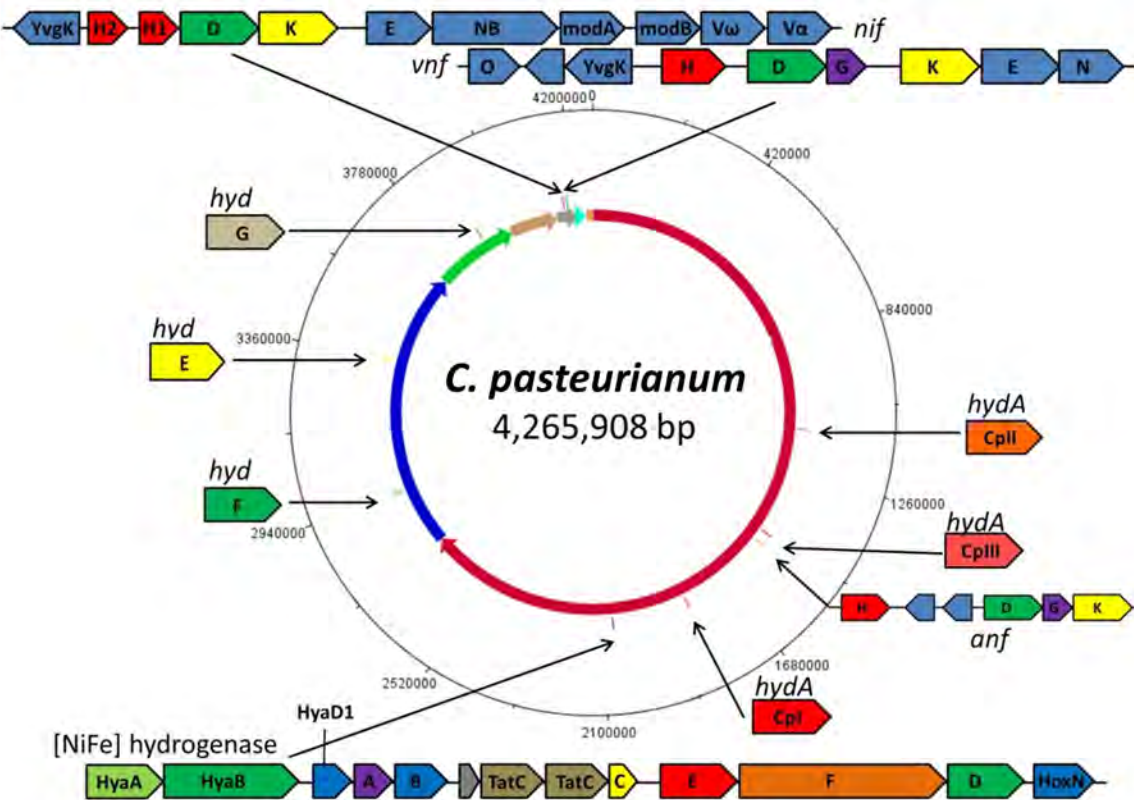 YvgK H2 H1 D K E NB modA modB Vω Vα nif
vnf O YvgK H D G K E N
4200000 0
420000
3780000
hyd
G
840000
hyd
3360000
E
C. pasteurianum
4,265,908 bp
hydA
CpII
hyd
F
1260000
2940000
hydA
CpIII
H D G K
anf
1680000
2520000
hydA
CpI
HyaD1
2100000
[NiFe] hydrogenase
HyaA HyaB A B TatC TatC C E F D HoxN